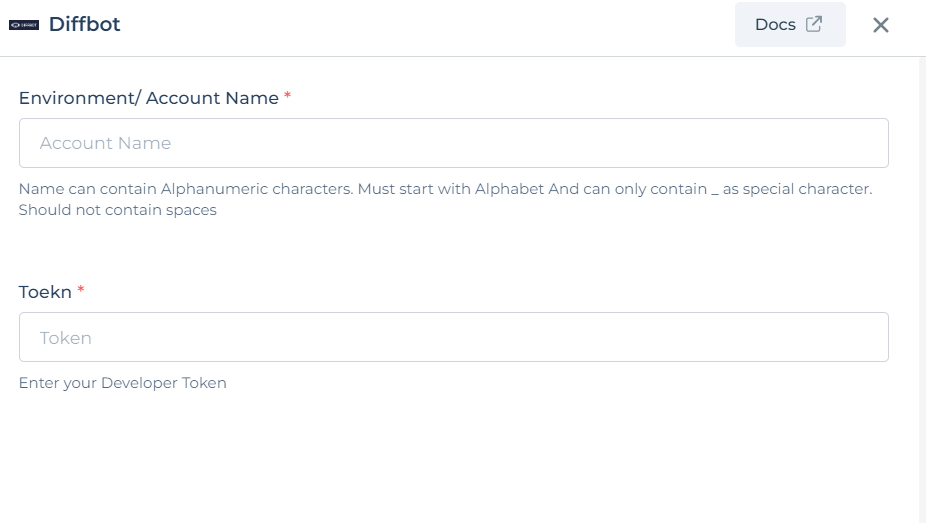 DIFFBOT
Diffbot
Docs
Environment/ Account Name *
Account Name
Name can contain Alphanumeric characters. Must start with Alphabet And can only contain _ as special character.
Should not contain spaces
Toekn *
Token
Enter your Developer Token